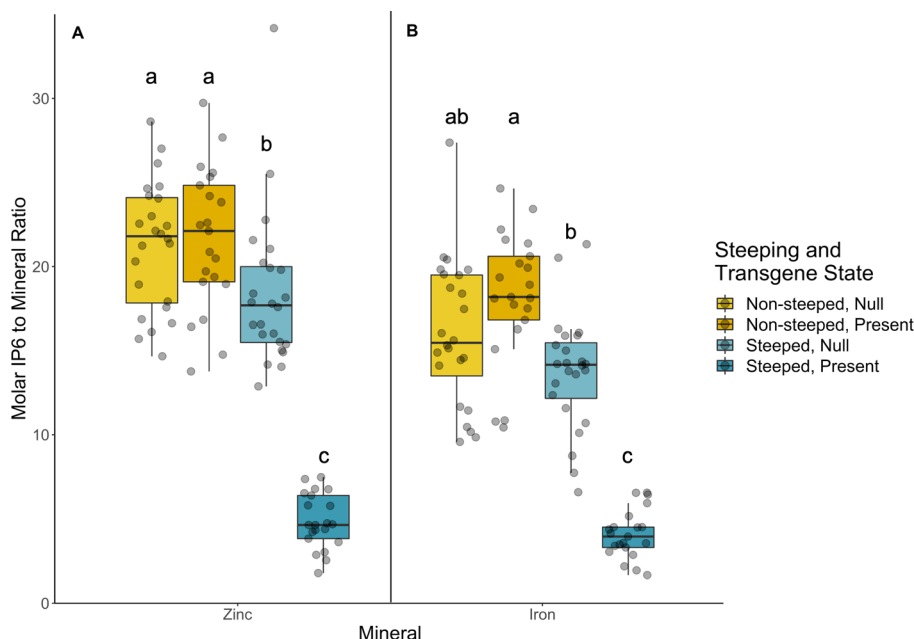 A
B
a
a
b
c
ab
a
b
c
30
20
10
0
Molar IP6 to Mineral Ratio
Zinc
Iron
Mineral
Steeping and
Transgene State
Non-steeped, Null
Non-steeped, Present
Steeped, Null
Steeped, Present